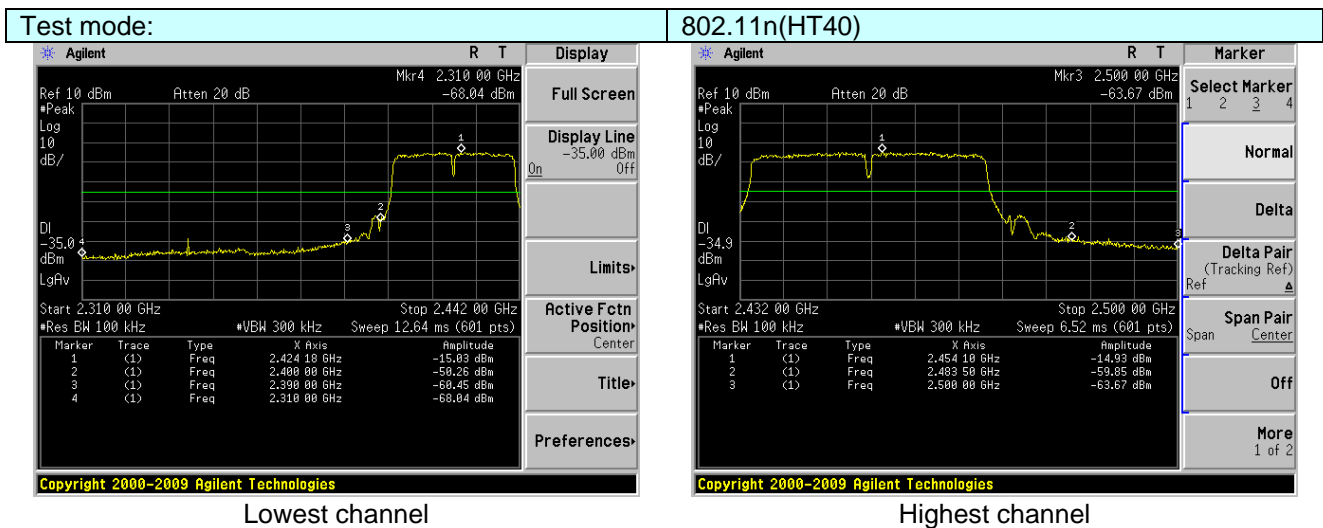 Test mode: 802.11n(HT40)
Agilent R T Display
Mkr4 2.310 00 GHz
Ref 10 dBm Atten 20 dB -68.04 dBm
#Peak
Log
10
dB/
1
2
3
4
DI
-35.0
dBm
LgAv
Start 2.310 00 GHz Stop 2.442 00 GHz
#Res BW 100 kHz #VBW 300 kHz Sweep 12.64 ms (601 pts)
Marker Trace Type X Axis Amplitude
1 (1) Freq 2.424 18 GHz -15.03 dBm
2 (1) Freq 2.400 00 GHz -50.26 dBm
3 (1) Freq 2.390 00 GHz -60.45 dBm
4 (1) Freq 2.310 00 GHz -68.04 dBm
Full Screen
Display Line
-35.00 dBm
On Off
Limits
Active Fctn
Position
Center
Title
Preferences
Copyright 2000-2009 Agilent Technologies
Lowest channel
Agilent R T Marker
Mkr3 2.500 00 GHz
Ref 10 dBm Atten 20 dB -63.67 dBm
#Peak
Log
10
dB/
1
2
3
DI
-34.9
dBm
LgAv
Start 2.432 00 GHz Stop 2.500 00 GHz
#Res BW 100 kHz #VBW 300 kHz Sweep 6.52 ms (601 pts)
Marker Trace Type X Axis Amplitude
1 (1) Freq 2.454 10 GHz -14.93 dBm
2 (1) Freq 2.483 50 GHz -59.85 dBm
3 (1) Freq 2.500 00 GHz -63.67 dBm
Select Marker
1 2 3 4
Normal
Delta
Delta Pair
(Tracking Ref)
Ref Δ
Span Pair
Span Center
Off
More
1 of 2
Copyright 2000-2009 Agilent Technologies
Highest channel